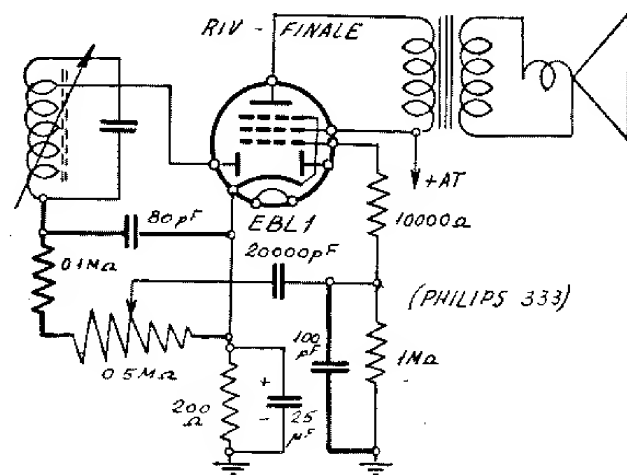 RIV - FINALE
+AT
80pF
EBL1
10000Ω
20000pF
0.1MΩ
(PHILIPS 333)
100
pF
1MΩ
0.5MΩ
200
Ω
+
-
25
μF